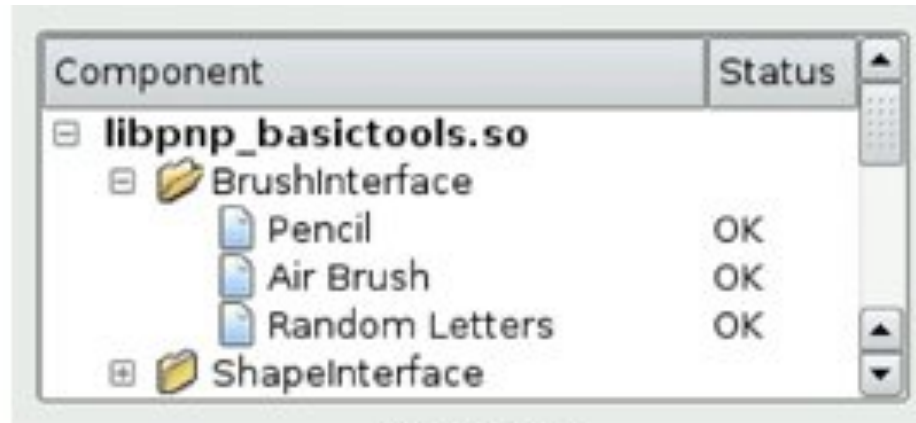 Component Status
libpnp_basictools.so
BrushInterface
Pencil OK
Air Brush OK
Random Letters OK
ShapeInterface